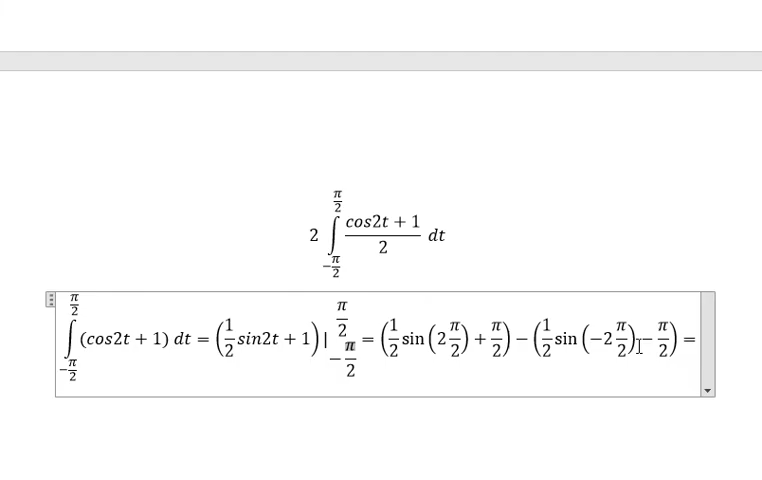 2 ∫_{-π/2}^{π/2} (cos2t + 1)/2 dt
∫_{-π/2}^{π/2} (cos2t + 1) dt = (1/2 sin2t + 1) |_{-π/2}^{π/2} = (1/2 sin(2 π/2) + π/2) − (1/2 sin(−2 π/2) − π/2) =